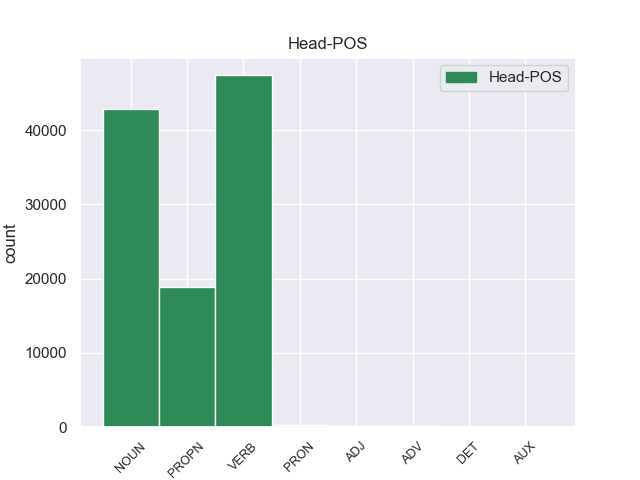 Head-POS
Head-POS
count
40000
30000
20000
10000
0
NOUN PROPN VERB PRON ADJ ADV DET AUX